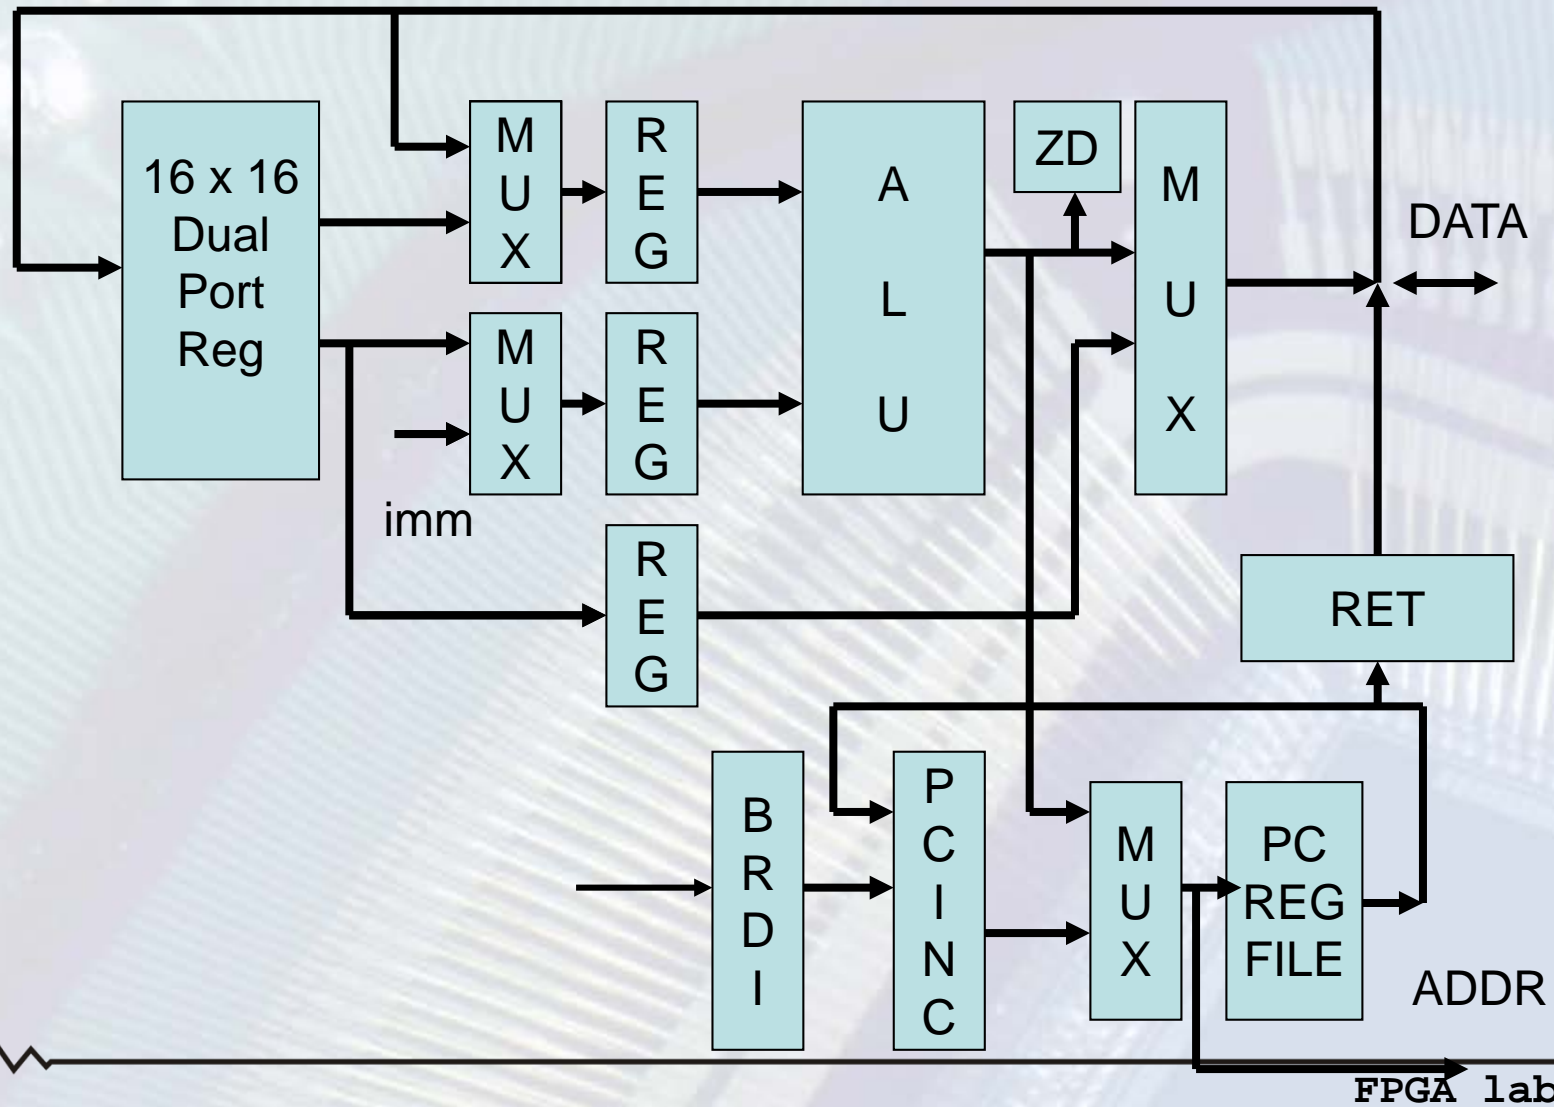 16 x 16
Dual
Port
Reg
M
U
X
R
E
G
A
L
U
ZD
M
U
X
DATA
M
U
X
R
E
G
imm
R
E
G
RET
B
R
D
I
P
C
I
N
C
M
U
X
PC
REG
FILE
ADDR
FPGA lab